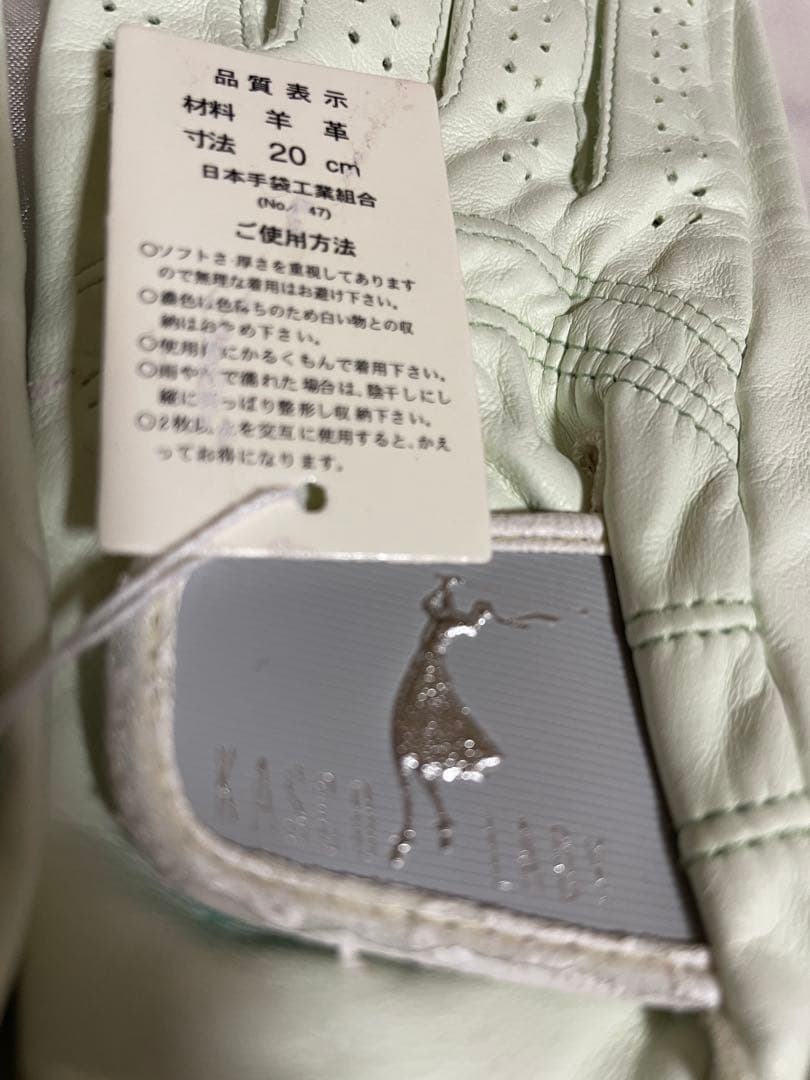 品質表示
材料 羊 革
寸法 20 cm
日本手袋工業組合
(No. 47)
ご使用方法
○ソフトさ厚さを重視してあります
ので無理な着用はお避け下さい。
○濃色は色落ちのため白い物との収
納はおやめ下さい。
○使用前にかるくもんで着用下さい。
○雨や で濡れた場合は、陰干しにし
縦に っぱり整形し収納下さい。
○2枚以上を交互に使用すると、かえ
ってお得になります。
KASCO LADY